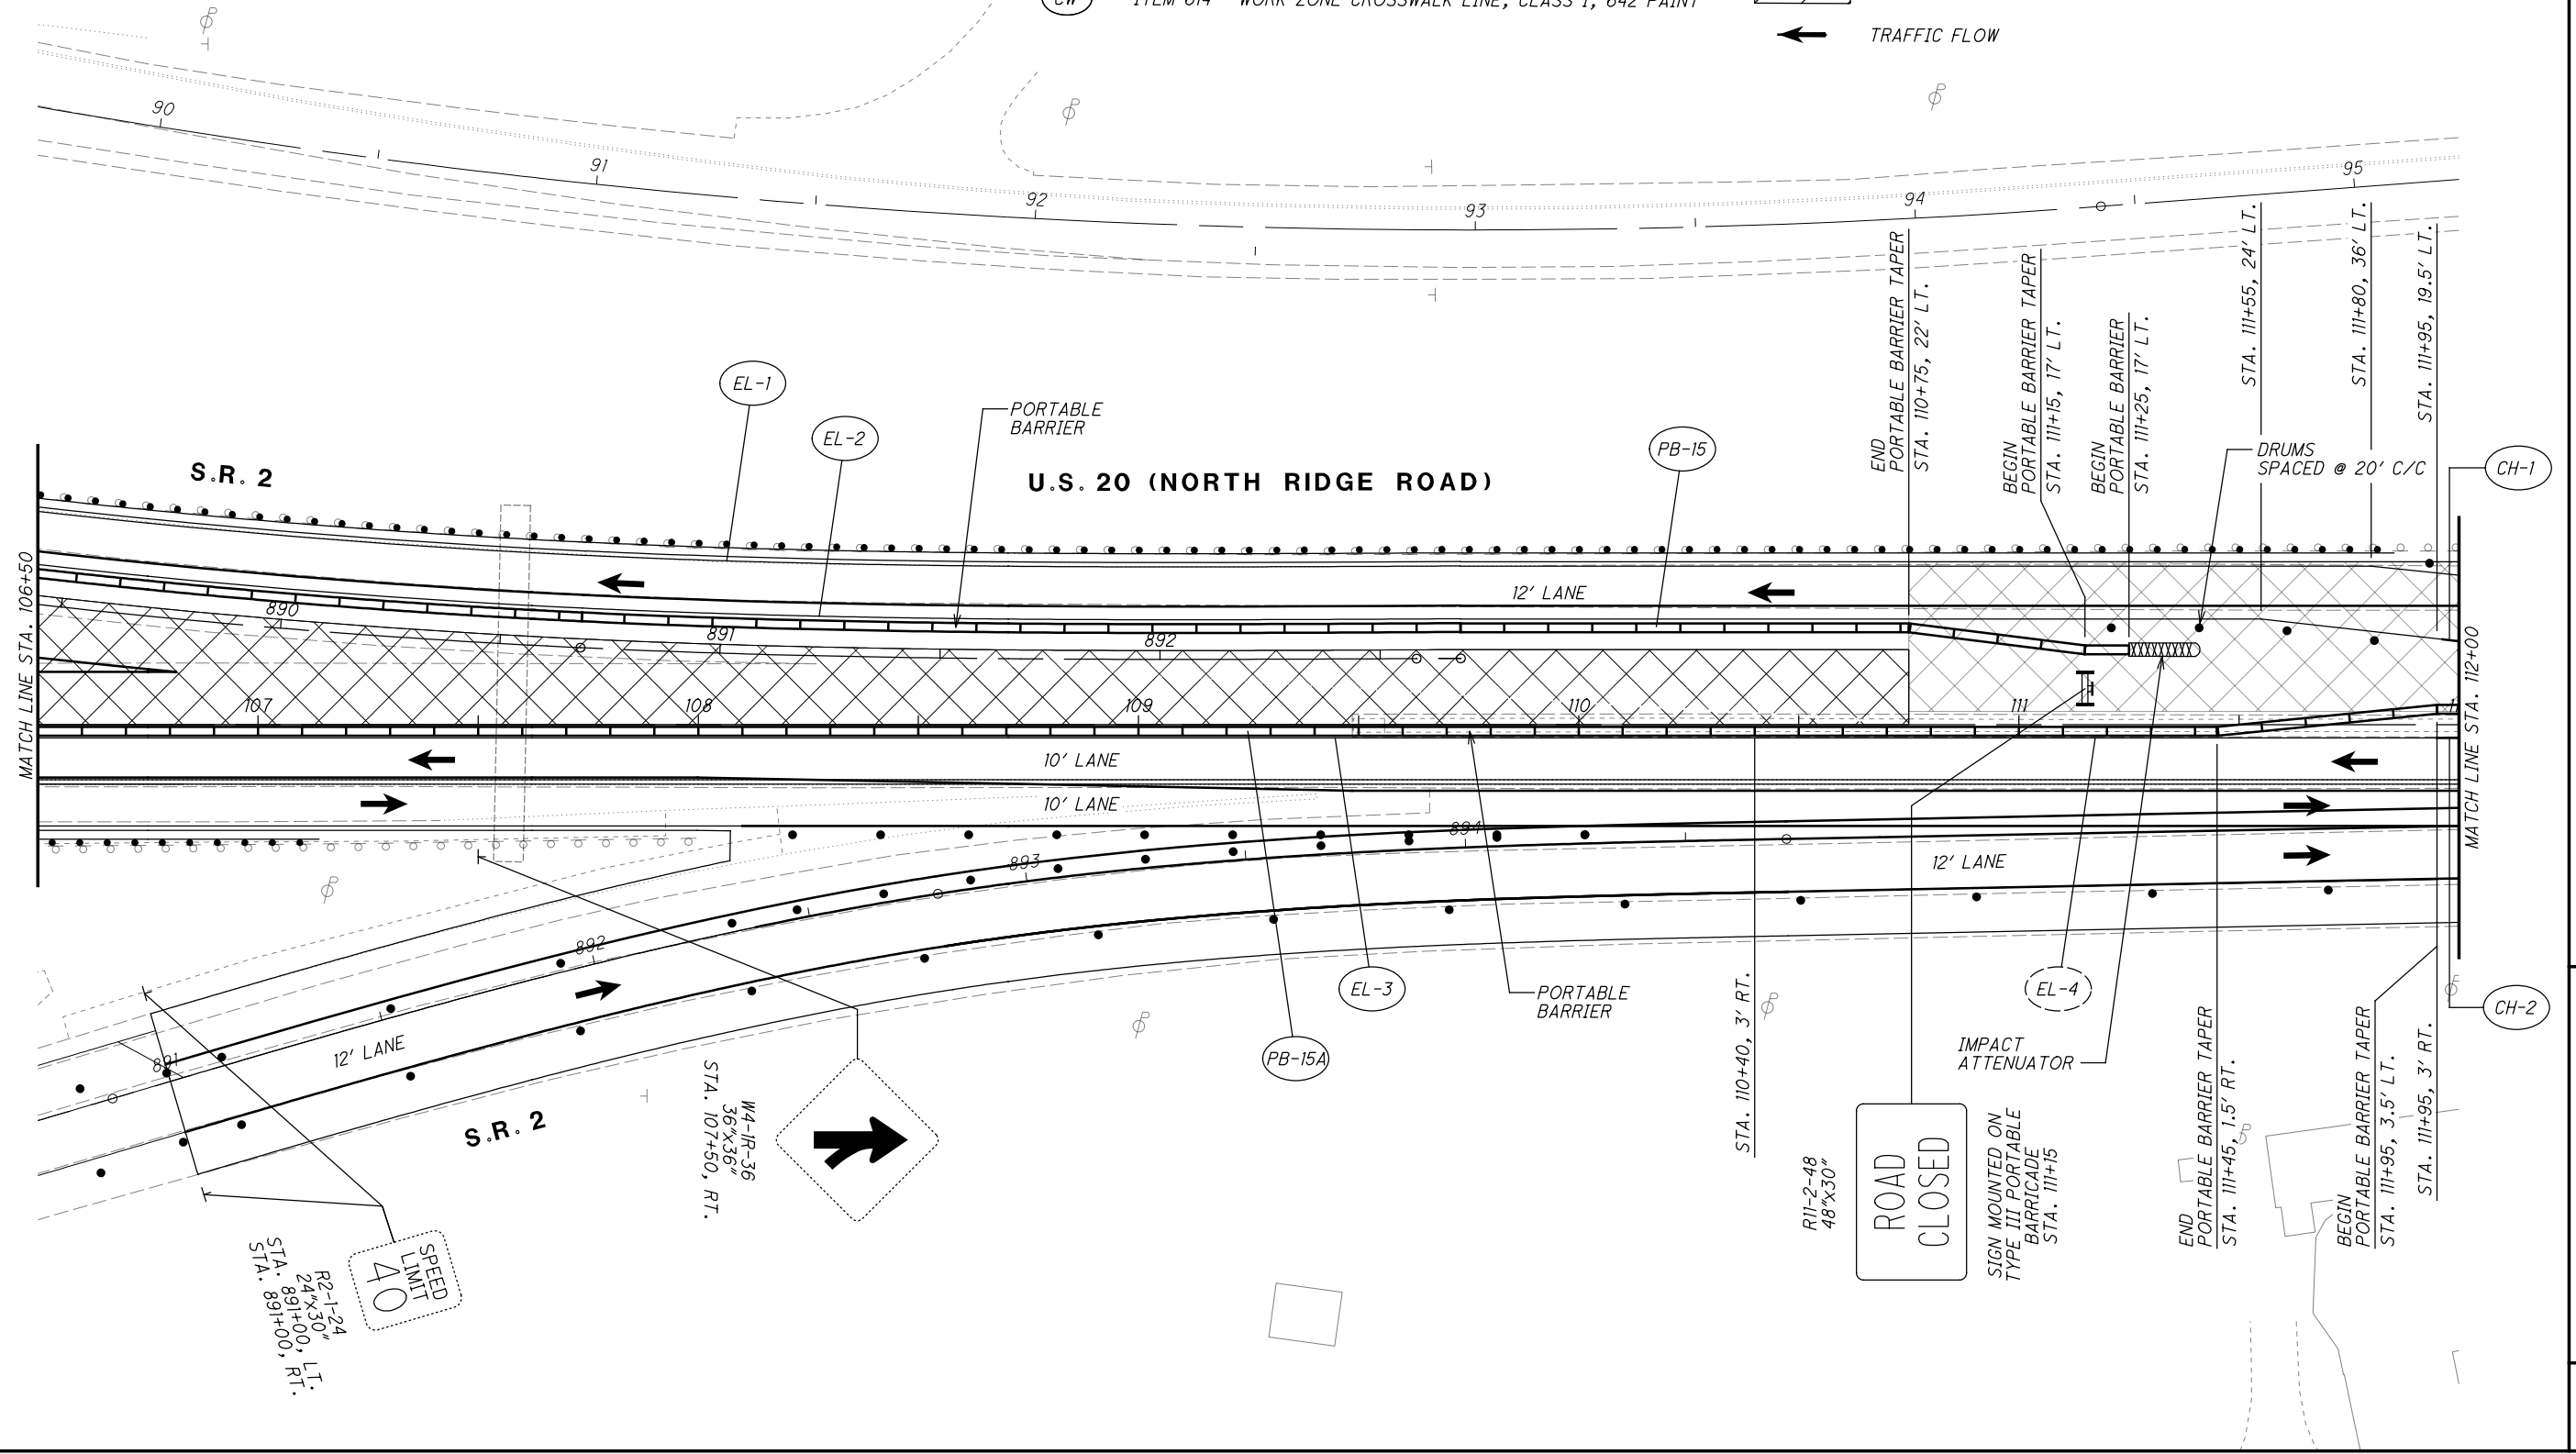 CW ITEM 614 - WORK ZONE CROSSWALK LINE, CLASS I, 642 PAINT
TRAFFIC FLOW
90
91
92
93
94
95
END
PORTABLE BARRIER TAPER
STA. 110+75, 22' LT.
BEGIN
PORTABLE BARRIER TAPER
STA. 111+15, 17' LT.
BEGIN
PORTABLE BARRIER
STA. 111+25, 17' LT.
STA. 111+55, 24' LT.
STA. 111+80, 36' LT.
STA. 111+95, 19.5' LT.
EL-1
EL-2
PORTABLE
BARRIER
PB-15
DRUMS
SPACED @ 20' C/C
CH-1
S.R. 2
U.S. 20 (NORTH RIDGE ROAD)
MATCH LINE STA. 106+50
MATCH LINE STA. 112+00
12' LANE
890
891
892
107
108
109
110
111
10' LANE
10' LANE
894
893
892
891
12' LANE
12' LANE
S.R. 2
EL-3
PB-15A
PORTABLE
BARRIER
EL-4
CH-2
IMPACT
ATTENUATOR
STA. 110+40, 3' RT.
W4-1R-36
36"x36"
STA. 107+50, RT.
SPEED
LIMIT
40
R2-1-24
24"x30"
STA. 891+00, LT.
STA. 891+00, RT.
R11-2-48
48"x30"
ROAD
CLOSED
SIGN MOUNTED ON
TYPE III PORTABLE
BARRICADE
STA. 111+15
END
PORTABLE BARRIER TAPER
STA. 111+45, 1.5' RT.
BEGIN
PORTABLE BARRIER TAPER
STA. 111+95, 3.5' LT.
STA. 111+95, 3' RT.